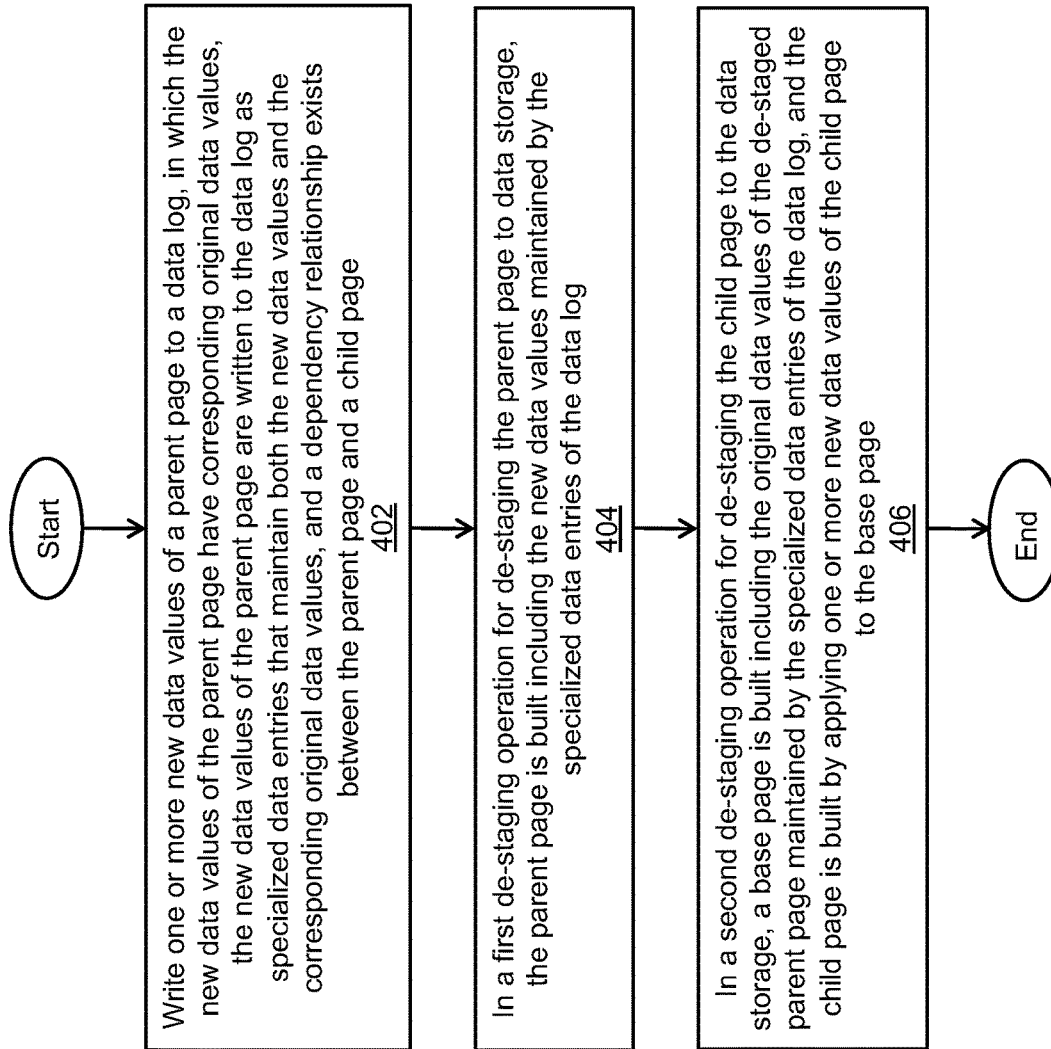 Start
Write one or more new data values of a parent page to a data log, in which the
new data values of the parent page have corresponding original data values,
the new data values of the parent page are written to the data log as
specialized data entries that maintain both the new data values and the
corresponding original data values, and a dependency relationship exists
between the parent page and a child page
402
In a first de-staging operation for de-staging the parent page to data storage,
the parent page is built including the new data values maintained by the
specialized data entries of the data log
404
In a second de-staging operation for de-staging the child page to the data
storage, a base page is built including the original data values of the de-staged
parent page maintained by the specialized data entries of the data log, and the
child page is built by applying one or more new data values of the child page
to the base page
406
End